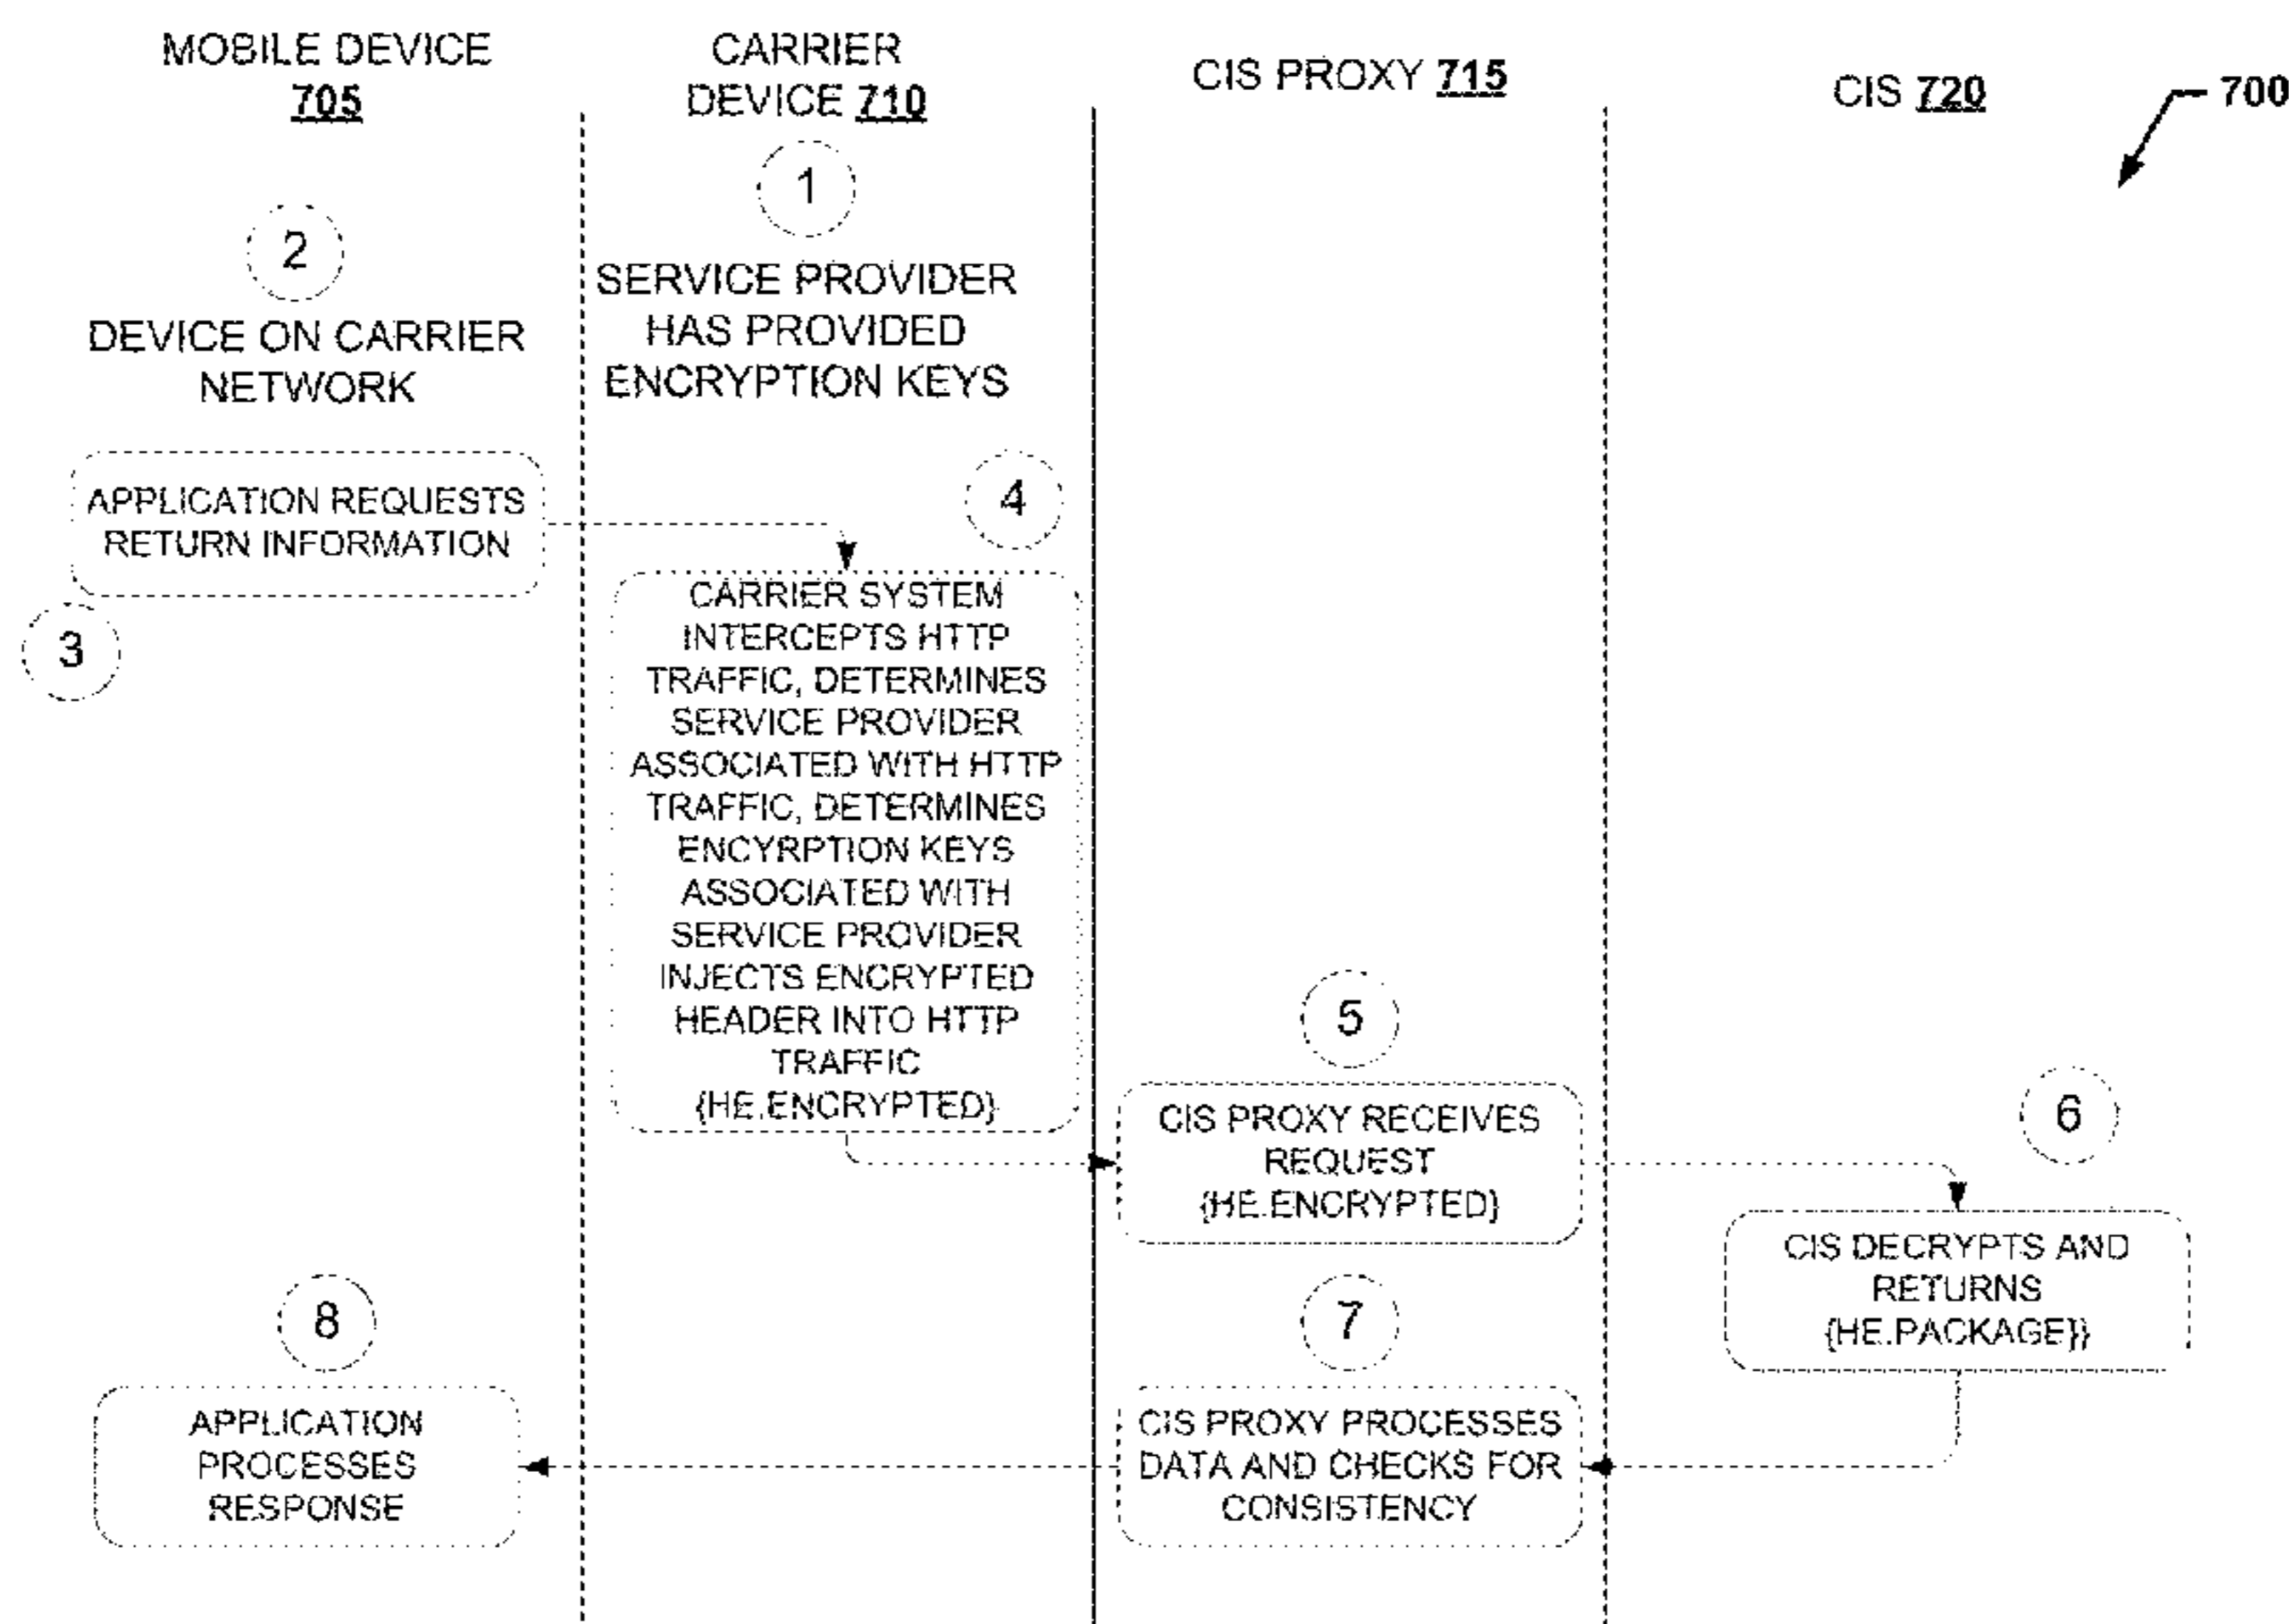 MOBILE DEVICE
705
CARRIER
DEVICE 710
CIS PROXY 715
CIS 720
700
1
SERVICE PROVIDER
HAS PROVIDED
ENCRYPTION KEYS
2
DEVICE ON CARRIER
NETWORK
APPLICATION REQUESTS
RETURN INFORMATION
3
4
CARRIER SYSTEM
INTERCEPTS HTTP
TRAFFIC, DETERMINES
SERVICE PROVIDER
ASSOCIATED WITH HTTP
TRAFFIC, DETERMINES
ENCYRPTION KEYS
ASSOCIATED WITH
SERVICE PROVIDER
INJECTS ENCRYPTED
HEADER INTO HTTP
TRAFFIC
{HE.ENCRYPTED}
5
CIS PROXY RECEIVES
REQUEST
{HE.ENCRYPTED}
6
CIS DECRYPTS AND
RETURNS
{HE.PACKAGE}}
7
CIS PROXY PROCESSES
DATA AND CHECKS FOR
CONSISTENCY
8
APPLICATION
PROCESSES
RESPONSE